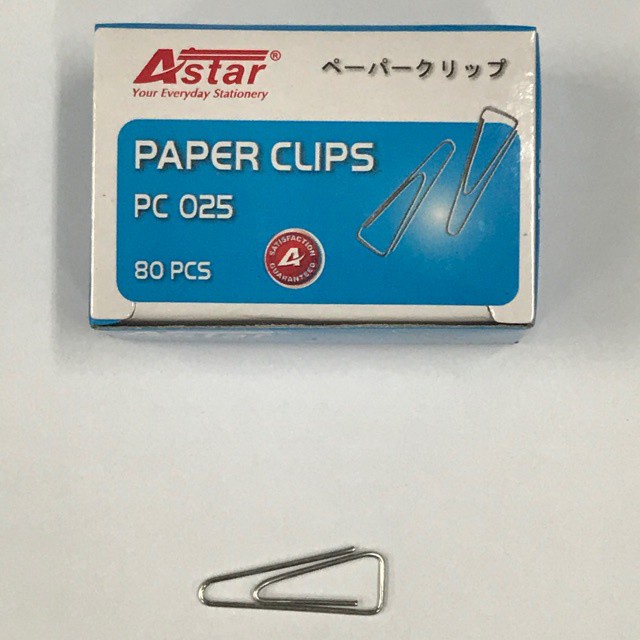 Astar®
Your Everyday Stationery
ペーパークリップ
PAPER CLIPS
PC 025
80 PCS
SATISFACTION
A
GUARANTEED